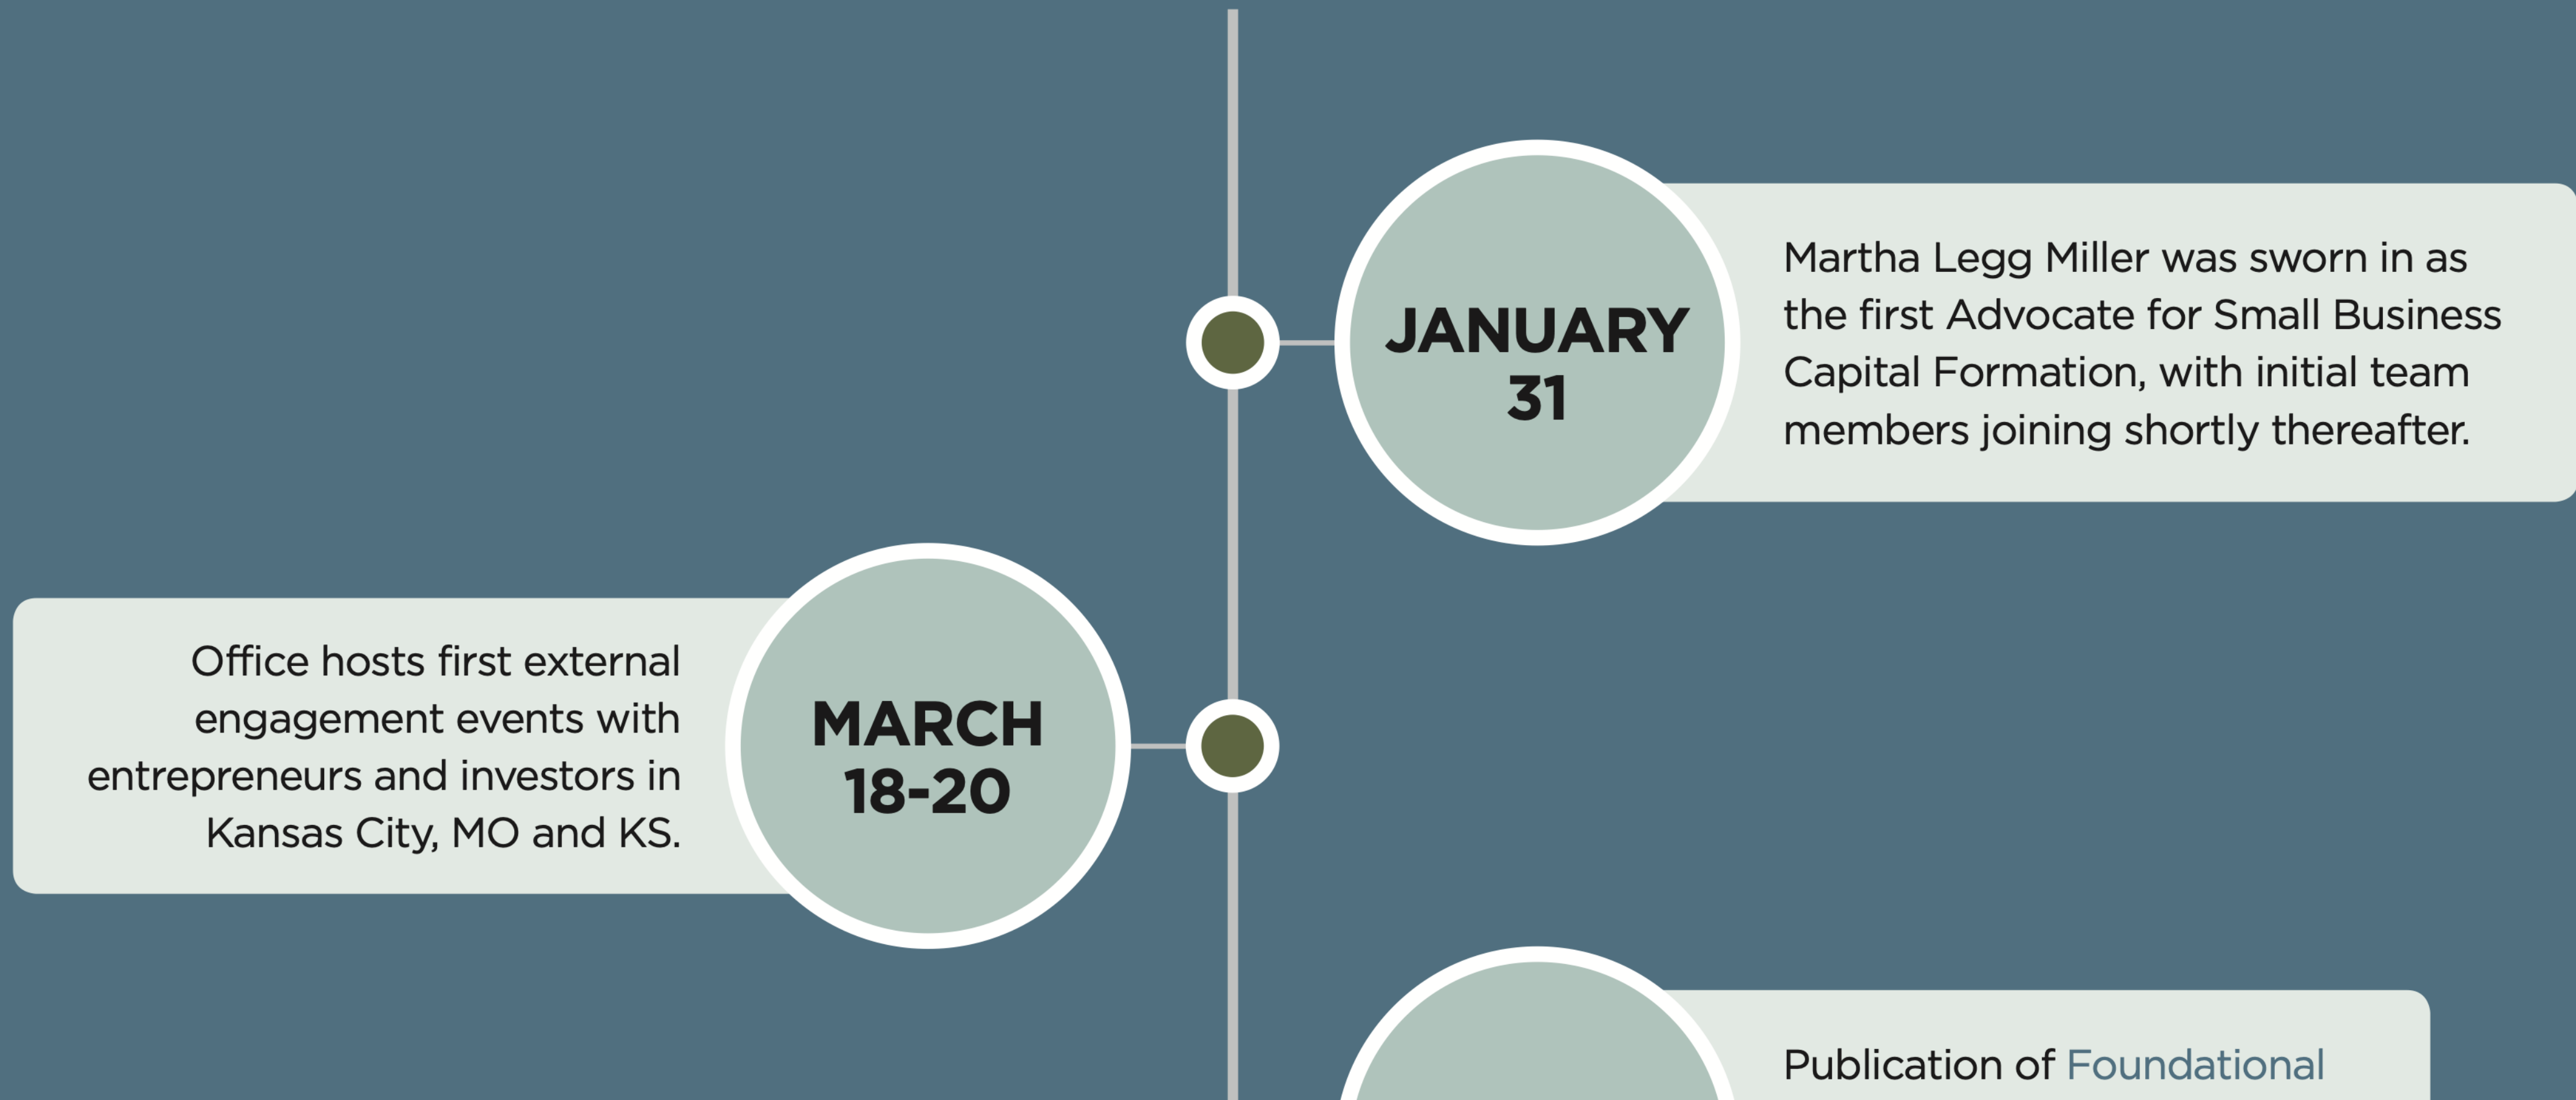 JANUARY
31
Martha Legg Miller was sworn in as
the first Advocate for Small Business
Capital Formation, with initial team
members joining shortly thereafter.
Office hosts first external
engagement events with
entrepreneurs and investors in
Kansas City, MO and KS.
MARCH
18-20
Publication of Foundational